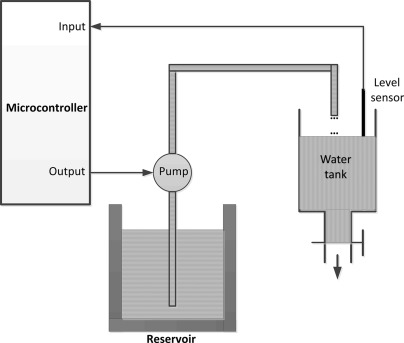 Input
Microcontroller
Output
Pump
Level
sensor
Water
tank
Reservoir